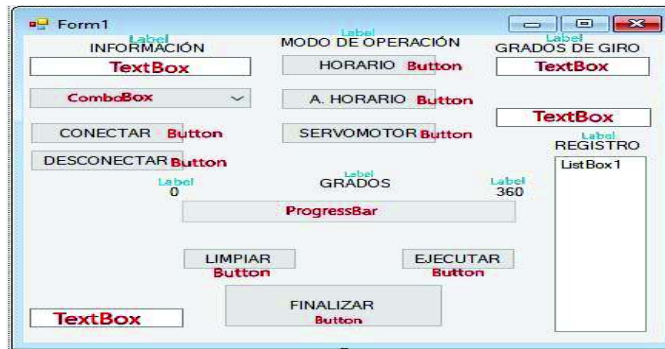 Form1
Label Label Label
INFORMACIÓN MODO DE OPERACIÓN GRADOS DE GIRO
TextBox HORARIO Button TextBox
ComboBox A. HORARIO Button
TextBox
CONECTAR Button SERVOMOTOR Button Label
REGISTRO
DESCONECTAR Button ListBox1
Label Label Label
0 GRADOS 360
ProgressBar
LIMPIAR EJECUTAR
Button Button
FINALIZAR
TextBox Button